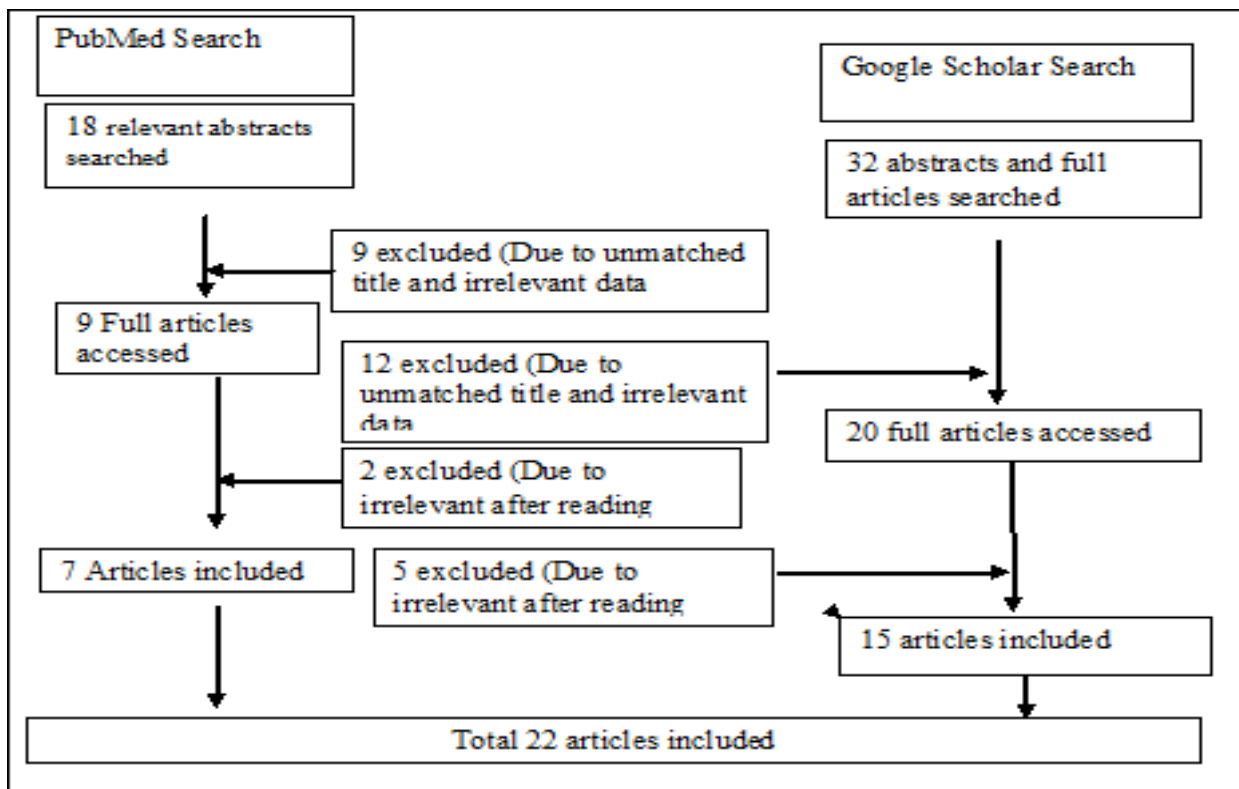 PubMed Search
18 relevant abstracts
searched
Google Scholar Search
32 abstracts and full
articles searched
9 excluded (Due to unmatched
title and irrelevant data
9 Full articles
accessed
12 excluded (Due to
unmatched title and irrelevant
data
20 full articles accessed
2 excluded (Due to
irrelevant after reading
7 Articles included
5 excluded (Due to
irrelevant after reading
15 articles included
Total 22 articles included